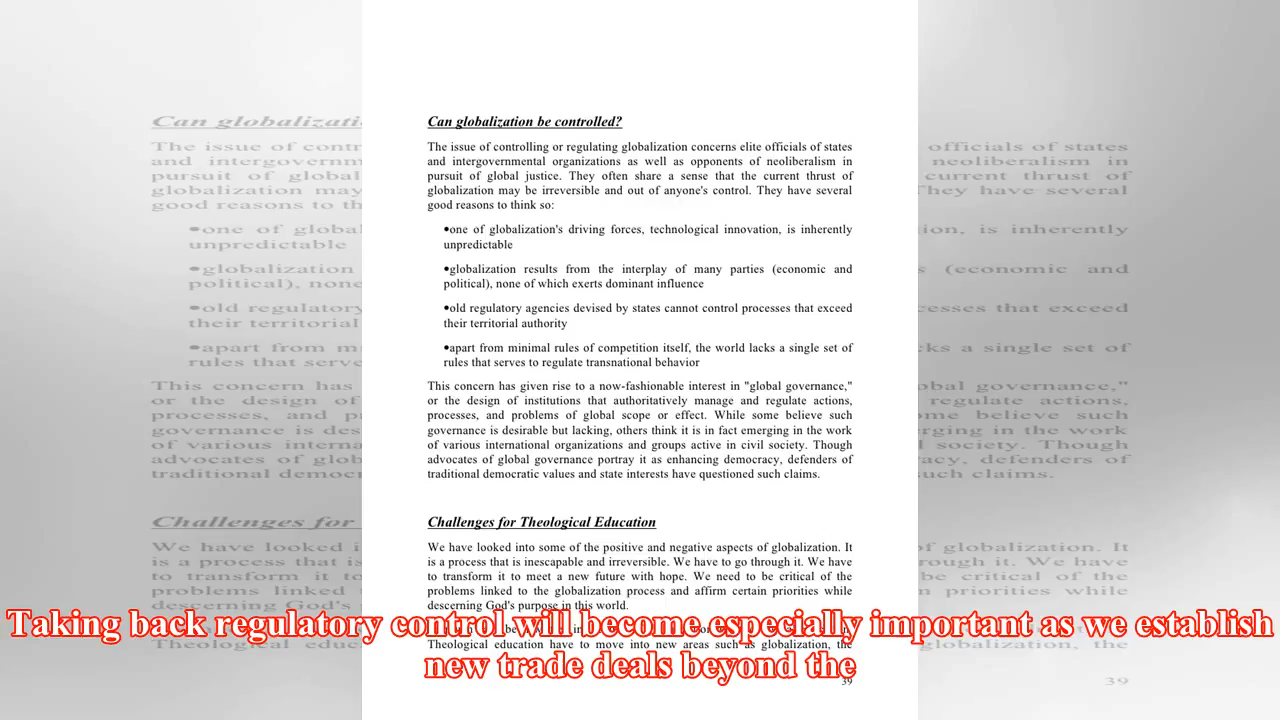 Can globalization be controlled?
The issue of controlling or regulating globalization concerns elite officials of states
and intergovernmental organizations as well as opponents of neoliberalism in
pursuit of global justice. They often share a sense that the current thrust of
globalization may be irreversible and out of anyone's control. They have several
good reasons to think so:
•one of globalization's driving forces, technological innovation, is inherently
unpredictable
•globalization results from the interplay of many parties (economic and
political), none of which exerts dominant influence
•old regulatory agencies devised by states cannot control processes that exceed
their territorial authority
•apart from minimal rules of competition itself, the world lacks a single set of
rules that serves to regulate transnational behavior
This concern has given rise to a now-fashionable interest in "global governance,"
or the design of institutions that authoritatively manage and regulate actions,
processes, and problems of global scope or effect. While some believe such
governance is desirable but lacking, others think it is in fact emerging in the work
of various international organizations and groups active in civil society. Though
advocates of global governance portray it as enhancing democracy, defenders of
traditional democratic values and state interests have questioned such claims.
Challenges for Theological Education
We have looked into some of the positive and negative aspects of globalization. It
is a process that is inescapable and irreversible. We have to go through it. We have
to transform it to meet a new future with hope. We need to be critical of the
problems linked to the globalization process and affirm certain priorities while
descerning God's purpose in this world.
Taking back regulatory control will become especially important as we establish
Theological education have to move into new areas such as globalization, the
new trade deals beyond the
39